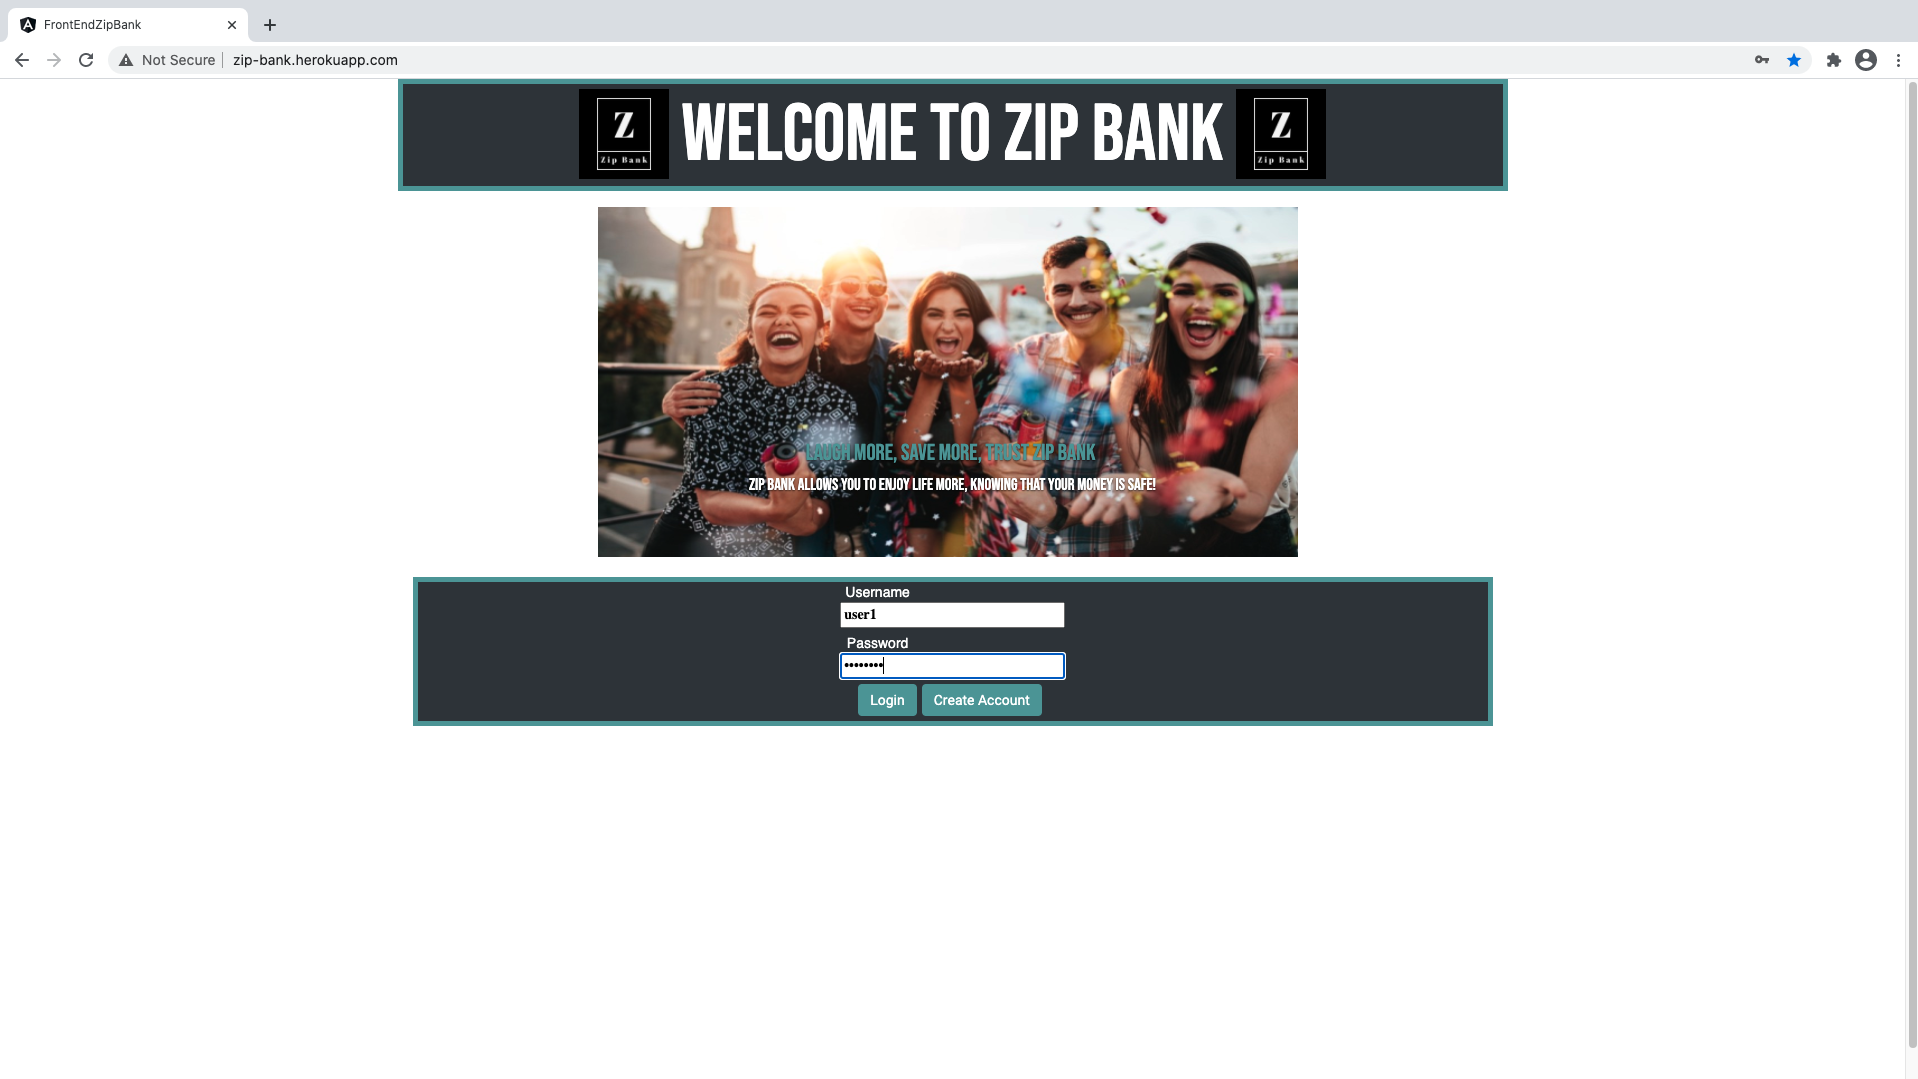 FrontEndZipBank
Not Secure
zip-bank.herokuapp.com
Z
Zip Bank
WELCOME TO ZIP BANK
Z
Zip Bank
LAUGH MORE, SAVE MORE, TRUST ZIP BANK
ZIP BANK ALLOWS YOU TO ENJOY LIFE MORE, KNOWING THAT YOUR MONEY IS SAFE!
Username
user1
Password
••••••••
Login
Create Account